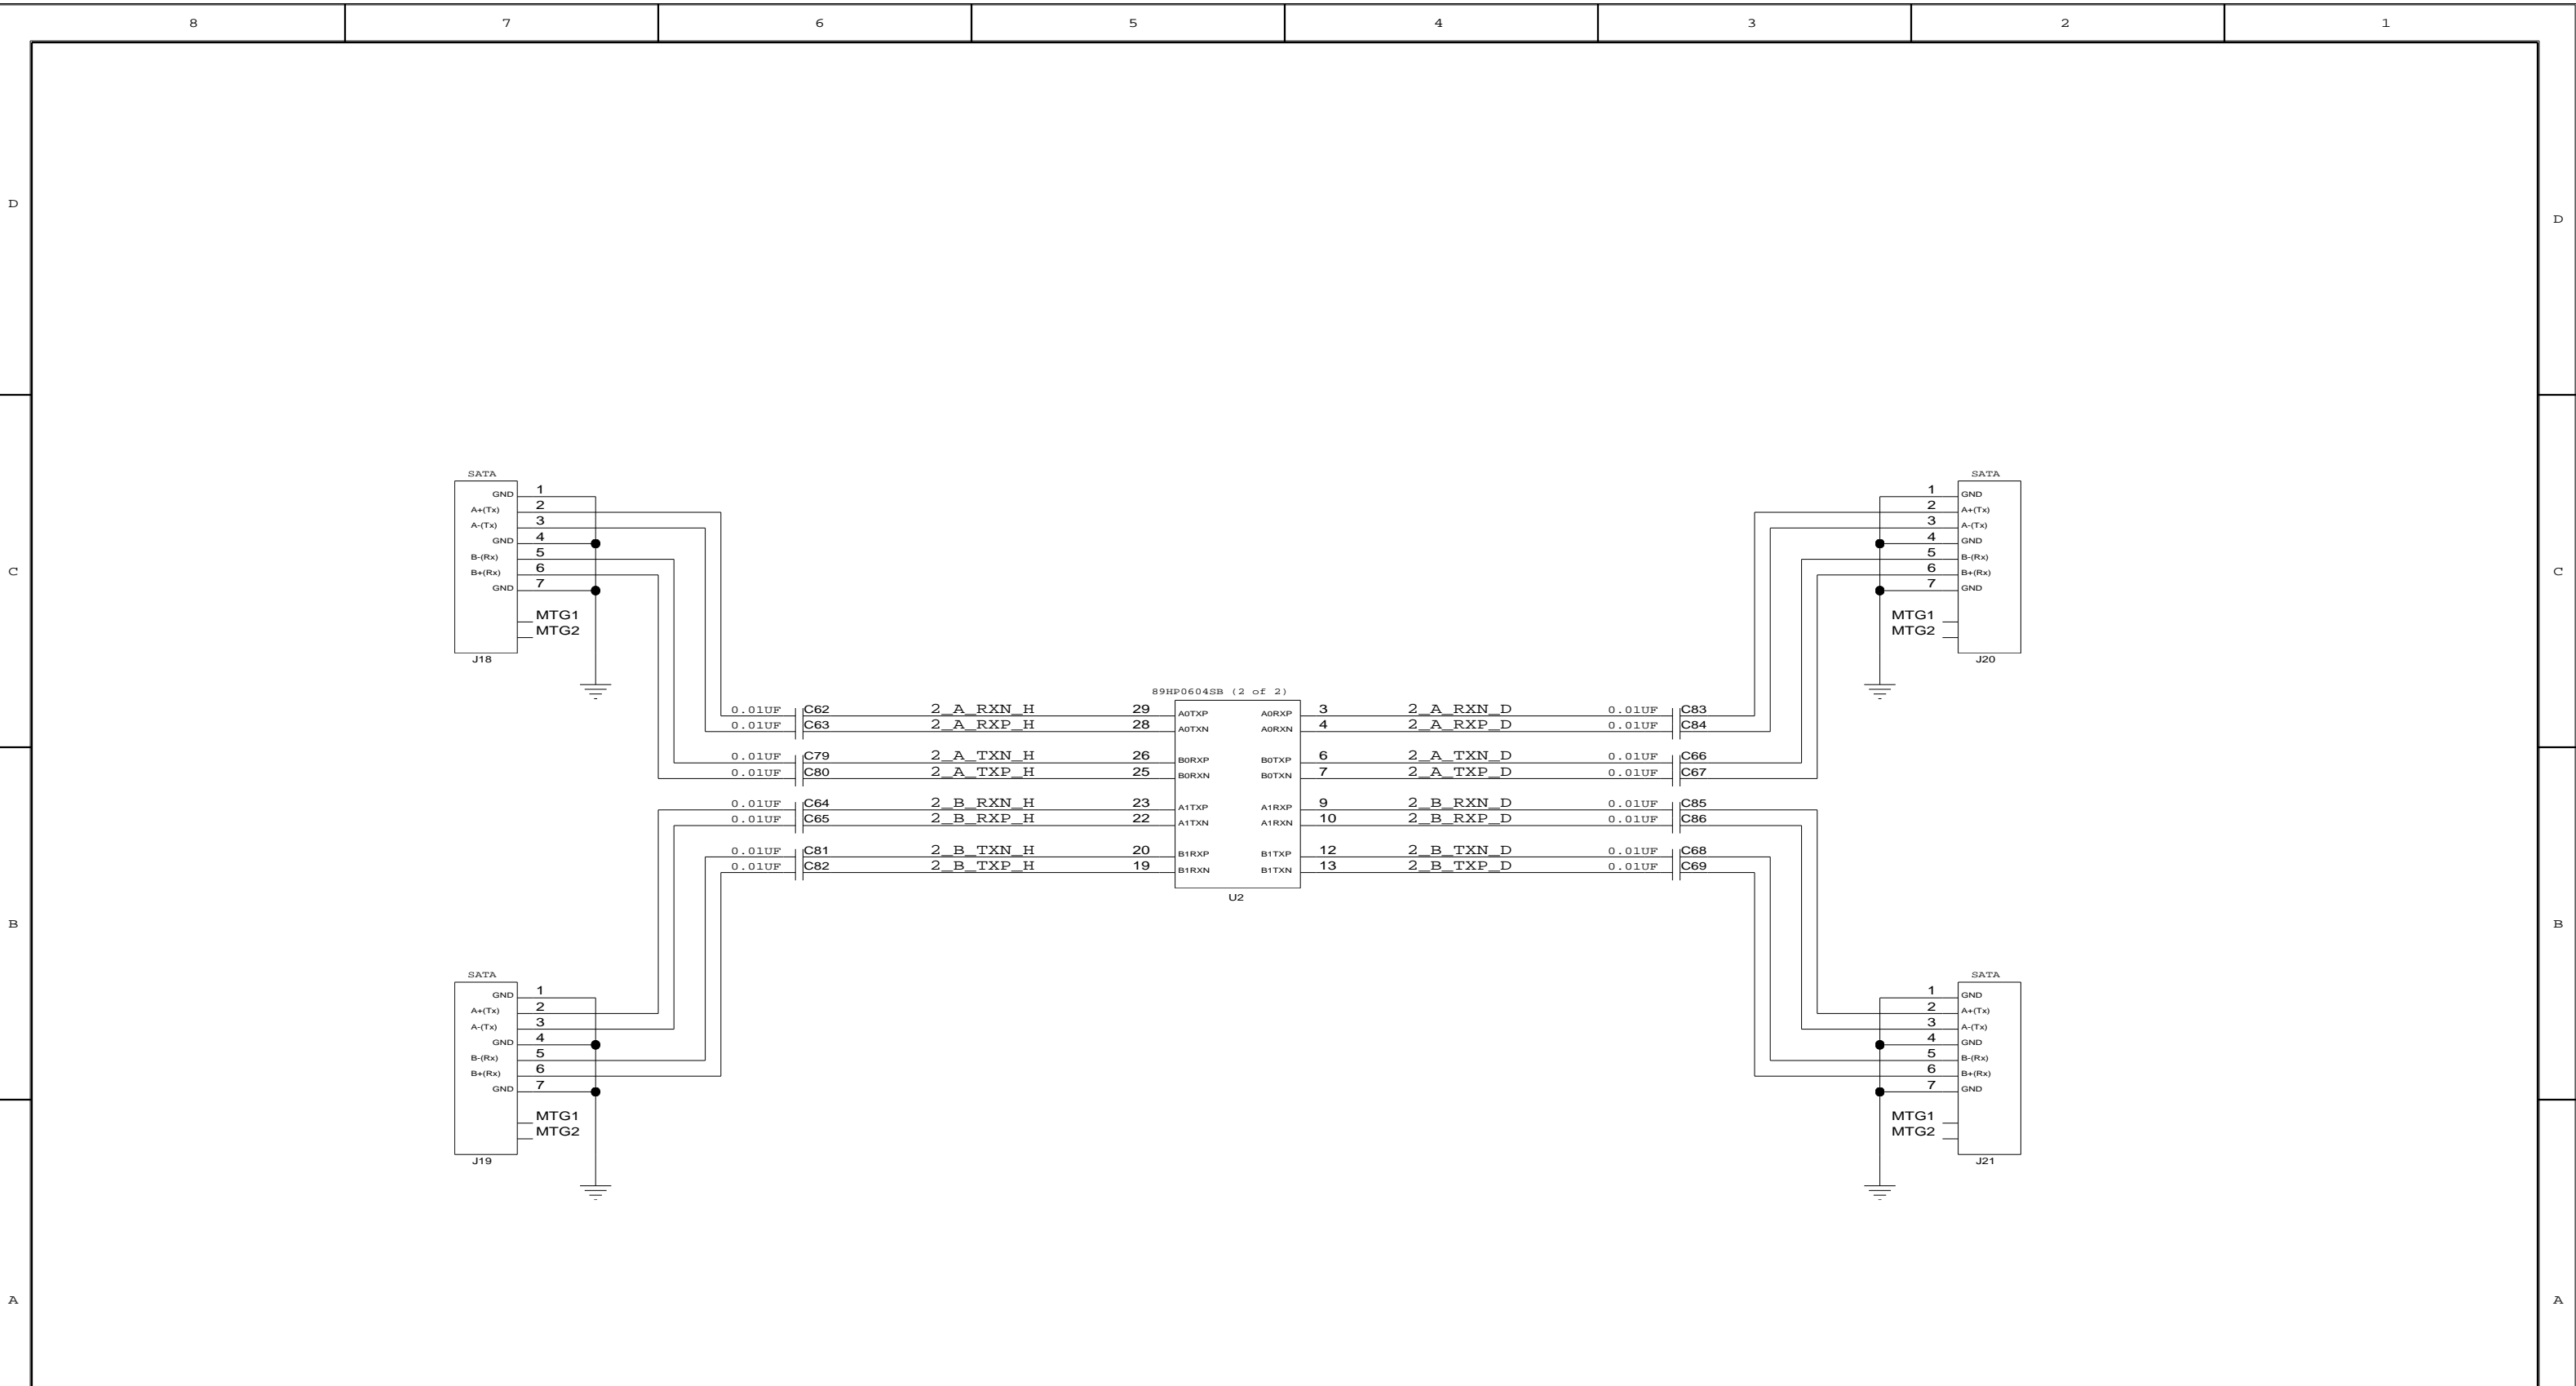 8 7 6 5 4 3 2 1
D D
C C
B B
A A
SATA
GND 1
A+(Tx) 2
A-(Tx) 3
GND 4
B-(Rx) 5
B+(Rx) 6
GND 7
MTG1
MTG2
J18
SATA
1 GND
2 A+(Tx)
3 A-(Tx)
4 GND
5 B-(Rx)
6 B+(Rx)
7 GND
MTG1
MTG2
J20
89HP0604SB (2 of 2)
0.01UF C62 2_A_RXN_H 29 A0TXP A0RXP 3 2_A_RXN_D 0.01UF C83
0.01UF C63 2_A_RXP_H 28 A0TXN A0RXN 4 2_A_RXP_D 0.01UF C84
0.01UF C79 2_A_TXN_H 26 B0RXP B0TXP 6 2_A_TXN_D 0.01UF C66
0.01UF C80 2_A_TXP_H 25 B0RXN B0TXN 7 2_A_TXP_D 0.01UF C67
0.01UF C64 2_B_RXN_H 23 A1TXP A1RXP 9 2_B_RXN_D 0.01UF C85
0.01UF C65 2_B_RXP_H 22 A1TXN A1RXN 10 2_B_RXP_D 0.01UF C86
0.01UF C81 2_B_TXN_H 20 B1RXP B1TXP 12 2_B_TXN_D 0.01UF C68
0.01UF C82 2_B_TXP_H 19 B1RXN B1TXN 13 2_B_TXP_D 0.01UF C69
U2
SATA
GND 1
A+(Tx) 2
A-(Tx) 3
GND 4
B-(Rx) 5
B+(Rx) 6
GND 7
MTG1
MTG2
J19
SATA
1 GND
2 A+(Tx)
3 A-(Tx)
4 GND
5 B-(Rx)
6 B+(Rx)
7 GND
MTG1
MTG2
J21